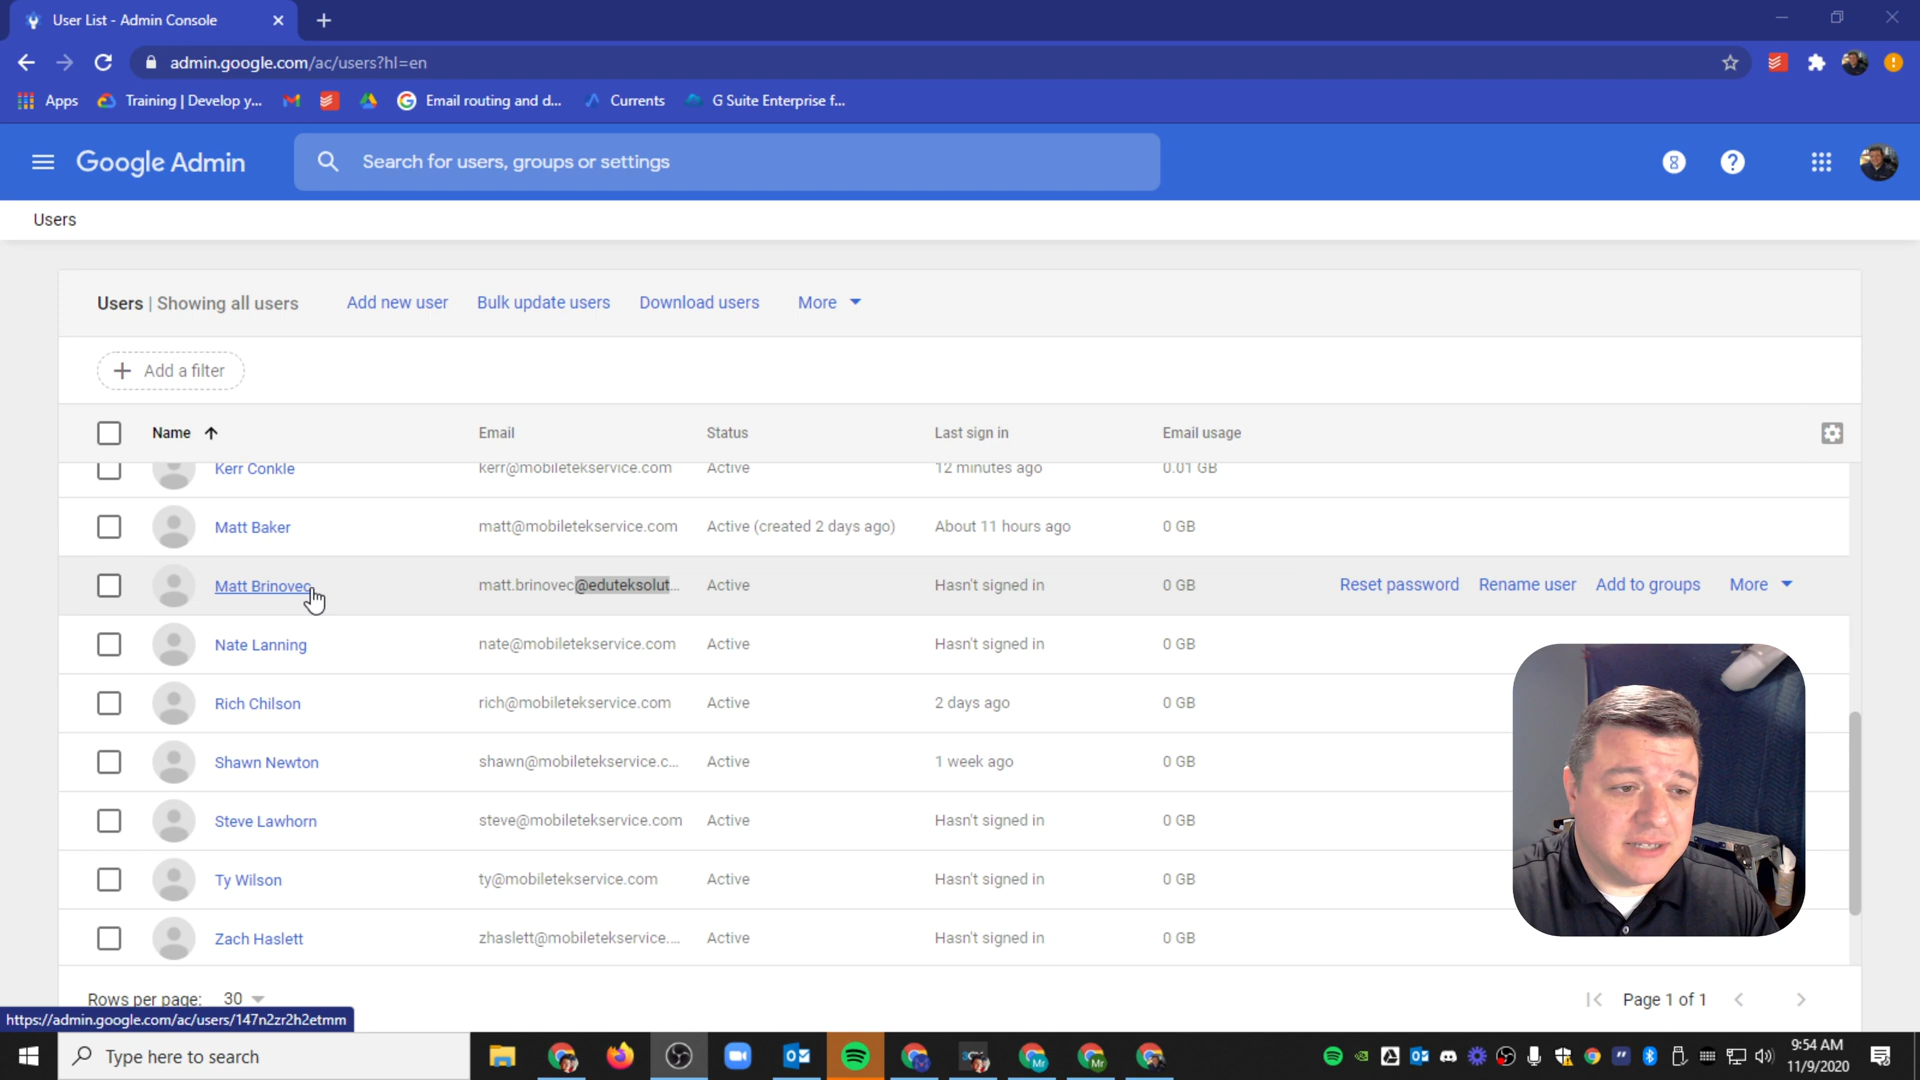 User List - Admin Console
admin.google.com/ac/users?hl=en
Apps
Training | Develop y...
Email routing and d...
Currents
G Suite Enterprise f...
Google Admin
Search for users, groups or settings
Users
Users | Showing all users
Add new user
Bulk update users
Download users
More
Add a filter
Name
Email
Status
Last sign in
Email usage
Kerr Conkle
kerr@mobiletekservice.com
Active
12 minutes ago
0.01 GB
Matt Baker
matt@mobiletekservice.com
Active (created 2 days ago)
About 11 hours ago
0 GB
Matt Brinovec
matt.brinovec@eduteksolut...
Active
Hasn't signed in
0 GB
Reset password
Rename user
Add to groups
More
Nate Lanning
nate@mobiletekservice.com
Active
Hasn't signed in
0 GB
Rich Chilson
rich@mobiletekservice.com
Active
2 days ago
0 GB
Shawn Newton
shawn@mobiletekservice.c...
Active
1 week ago
0 GB
Steve Lawhorn
steve@mobiletekservice.com
Active
Hasn't signed in
0 GB
Ty Wilson
ty@mobiletekservice.com
Active
Hasn't signed in
0 GB
Zach Haslett
zhaslett@mobiletekservice....
Active
Hasn't signed in
0 GB
Rows per page: 30
Page 1 of 1
https://admin.google.com/ac/users/147n2zr2h2etmm
Type here to search
9:54 AM
11/9/2020